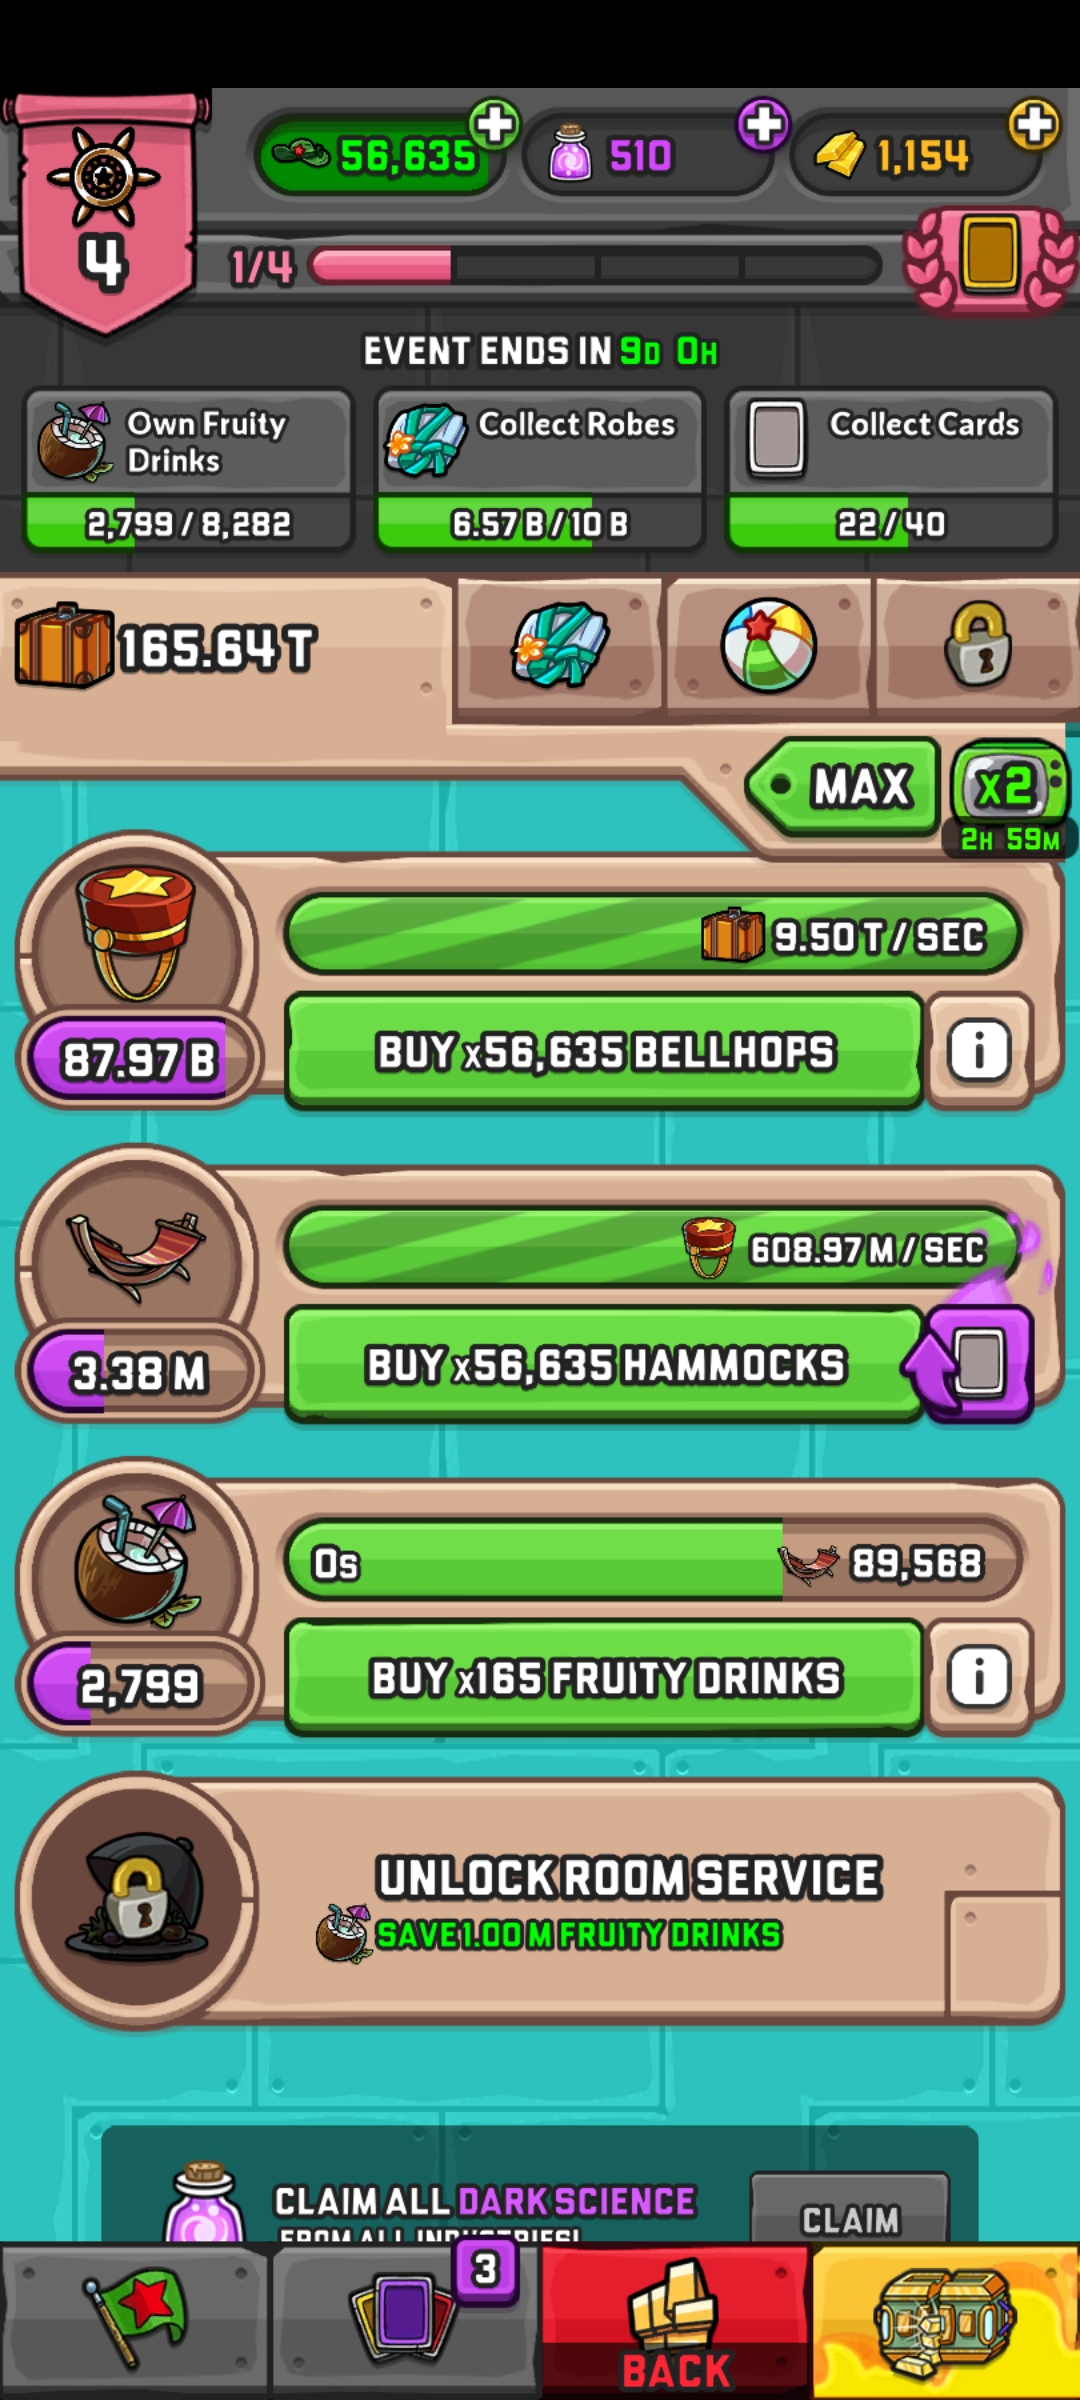 56,635
510
1,154
4
1/4
EVENT ENDS IN 9D 0H
Own Fruity
Drinks
2,799 / 8,282
Collect Robes
6.57 B / 10 B
Collect Cards
22 / 40
165.64 T
MAX
x2
2H 59M
9.50 T / SEC
87.97 B
BUY x56,635 BELLHOPS
i
608.97 M / SEC
3.38 M
BUY x56,635 HAMMOCKS
0s
89,568
2,799
BUY x165 FRUITY DRINKS
i
UNLOCK ROOM SERVICE
SAVE 1.00 M FRUITY DRINKS
CLAIM ALL DARK SCIENCE
FROM ALL INDUSTRIES!
CLAIM
3
BACK